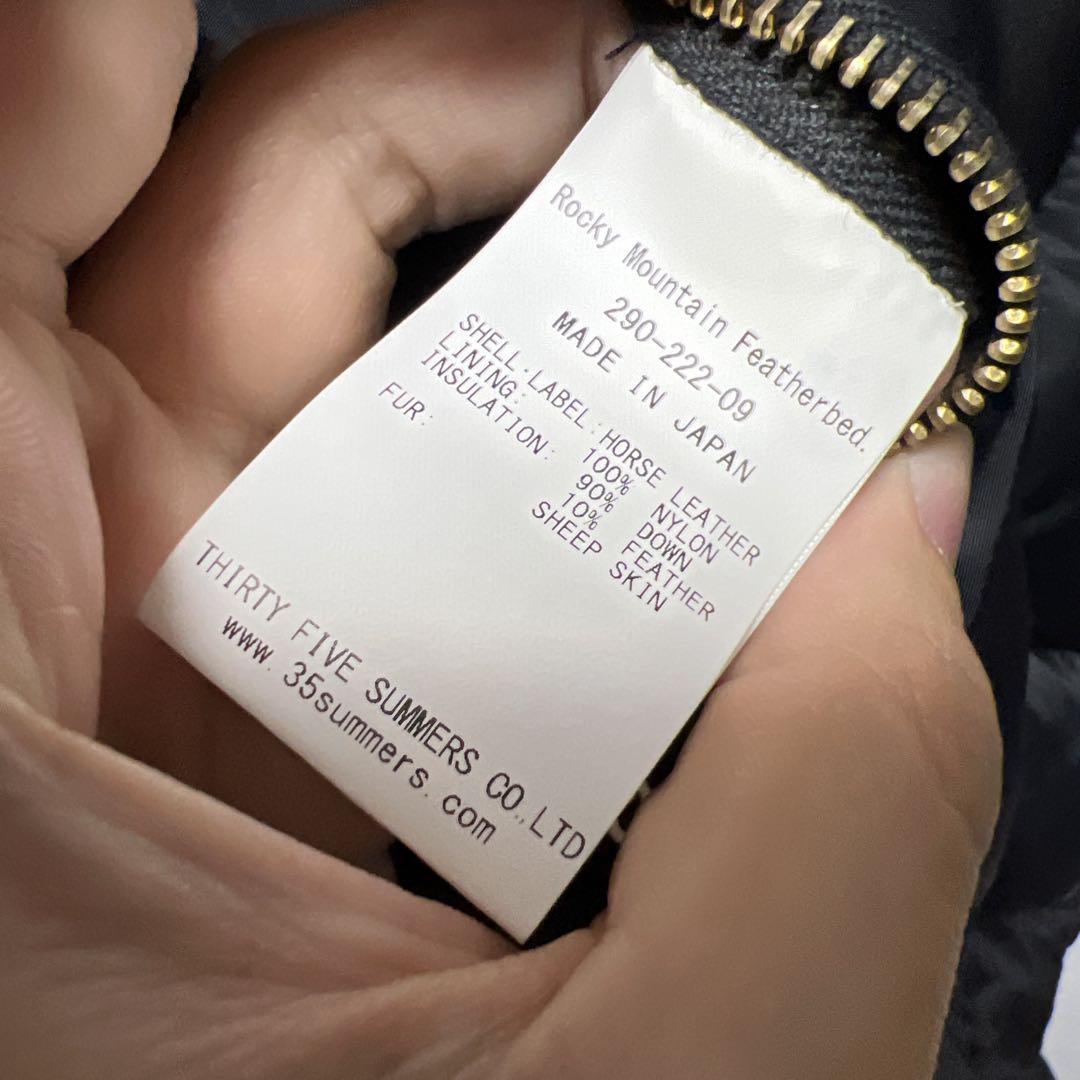 Rocky Mountain Featherbed.
290-222-09
MADE IN JAPAN
SHELL.LABEL: HORSE LEATHER
LINING: 100% NYLON
INSULATION: 90% DOWN
10% FEATHER
FUR: SHEEP SKIN
THIRTY FIVE SUMMERS CO.,LTD
www.35summers.com